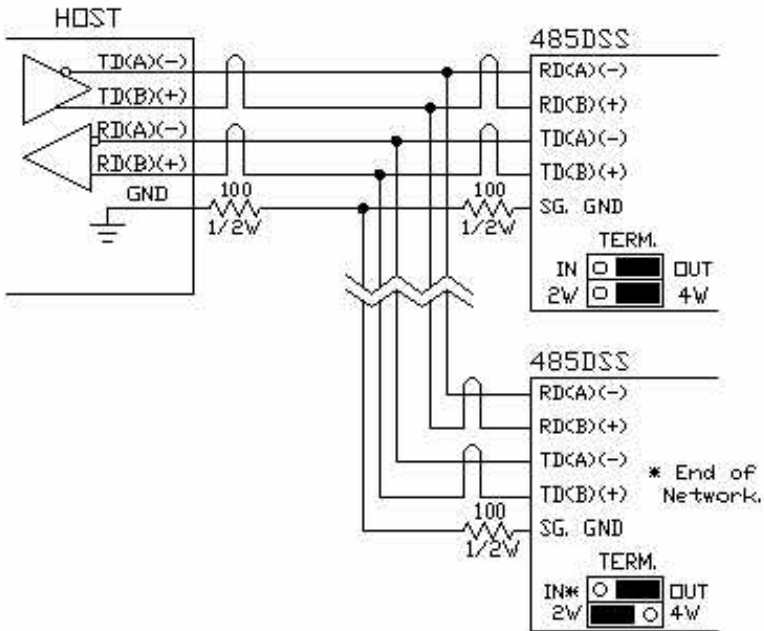 HOST
TD(A)(-)
TD(B)(+)
RD(A)(-)
RD(B)(+)
GND
100
1/2W
100
1/2W
485DSS
RD(A)(-)
RD(B)(+)
TD(A)(-)
TD(B)(+)
SG. GND
TERM.
IN OUT
2W 4W
485DSS
RD(A)(-)
RD(B)(+)
TD(A)(-)
TD(B)(+)
* End of
Network.
100
1/2W
SG. GND
TERM.
IN* OUT
2W 4W